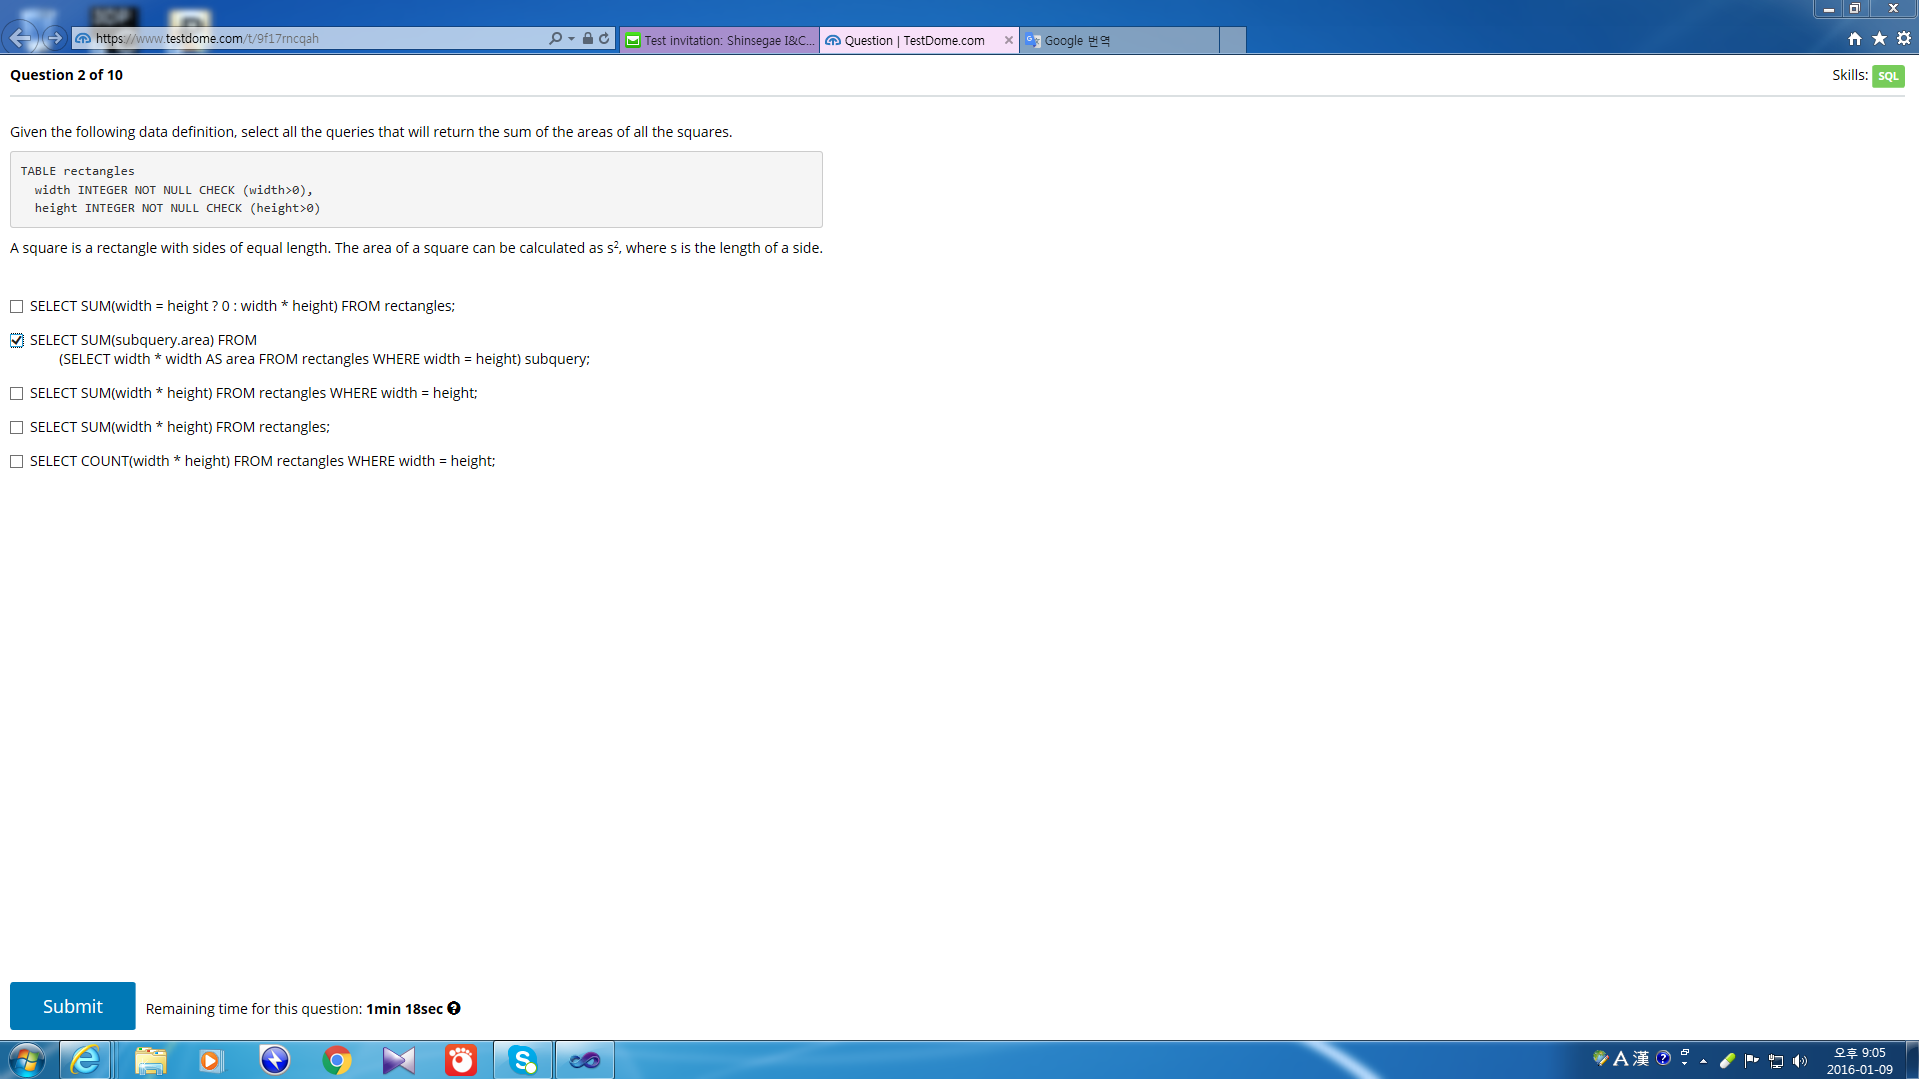 https://www.testdome.com/t/9f17rncqah
Test invitation: Shinsegae I&C...
Question | TestDome.com
Google 번역
Question 2 of 10
Skills: SQL
Given the following data definition, select all the queries that will return the sum of the areas of all the squares.
TABLE rectangles
width INTEGER NOT NULL CHECK (width>0),
height INTEGER NOT NULL CHECK (height>0)
A square is a rectangle with sides of equal length. The area of a square can be calculated as s², where s is the length of a side.
SELECT SUM(width = height ? 0 : width * height) FROM rectangles;
SELECT SUM(subquery.area) FROM
(SELECT width * width AS area FROM rectangles WHERE width = height) subquery;
SELECT SUM(width * height) FROM rectangles WHERE width = height;
SELECT SUM(width * height) FROM rectangles;
SELECT COUNT(width * height) FROM rectangles WHERE width = height;
Submit
Remaining time for this question: 1min 18sec
A 漢
오후 9:05
2016-01-09